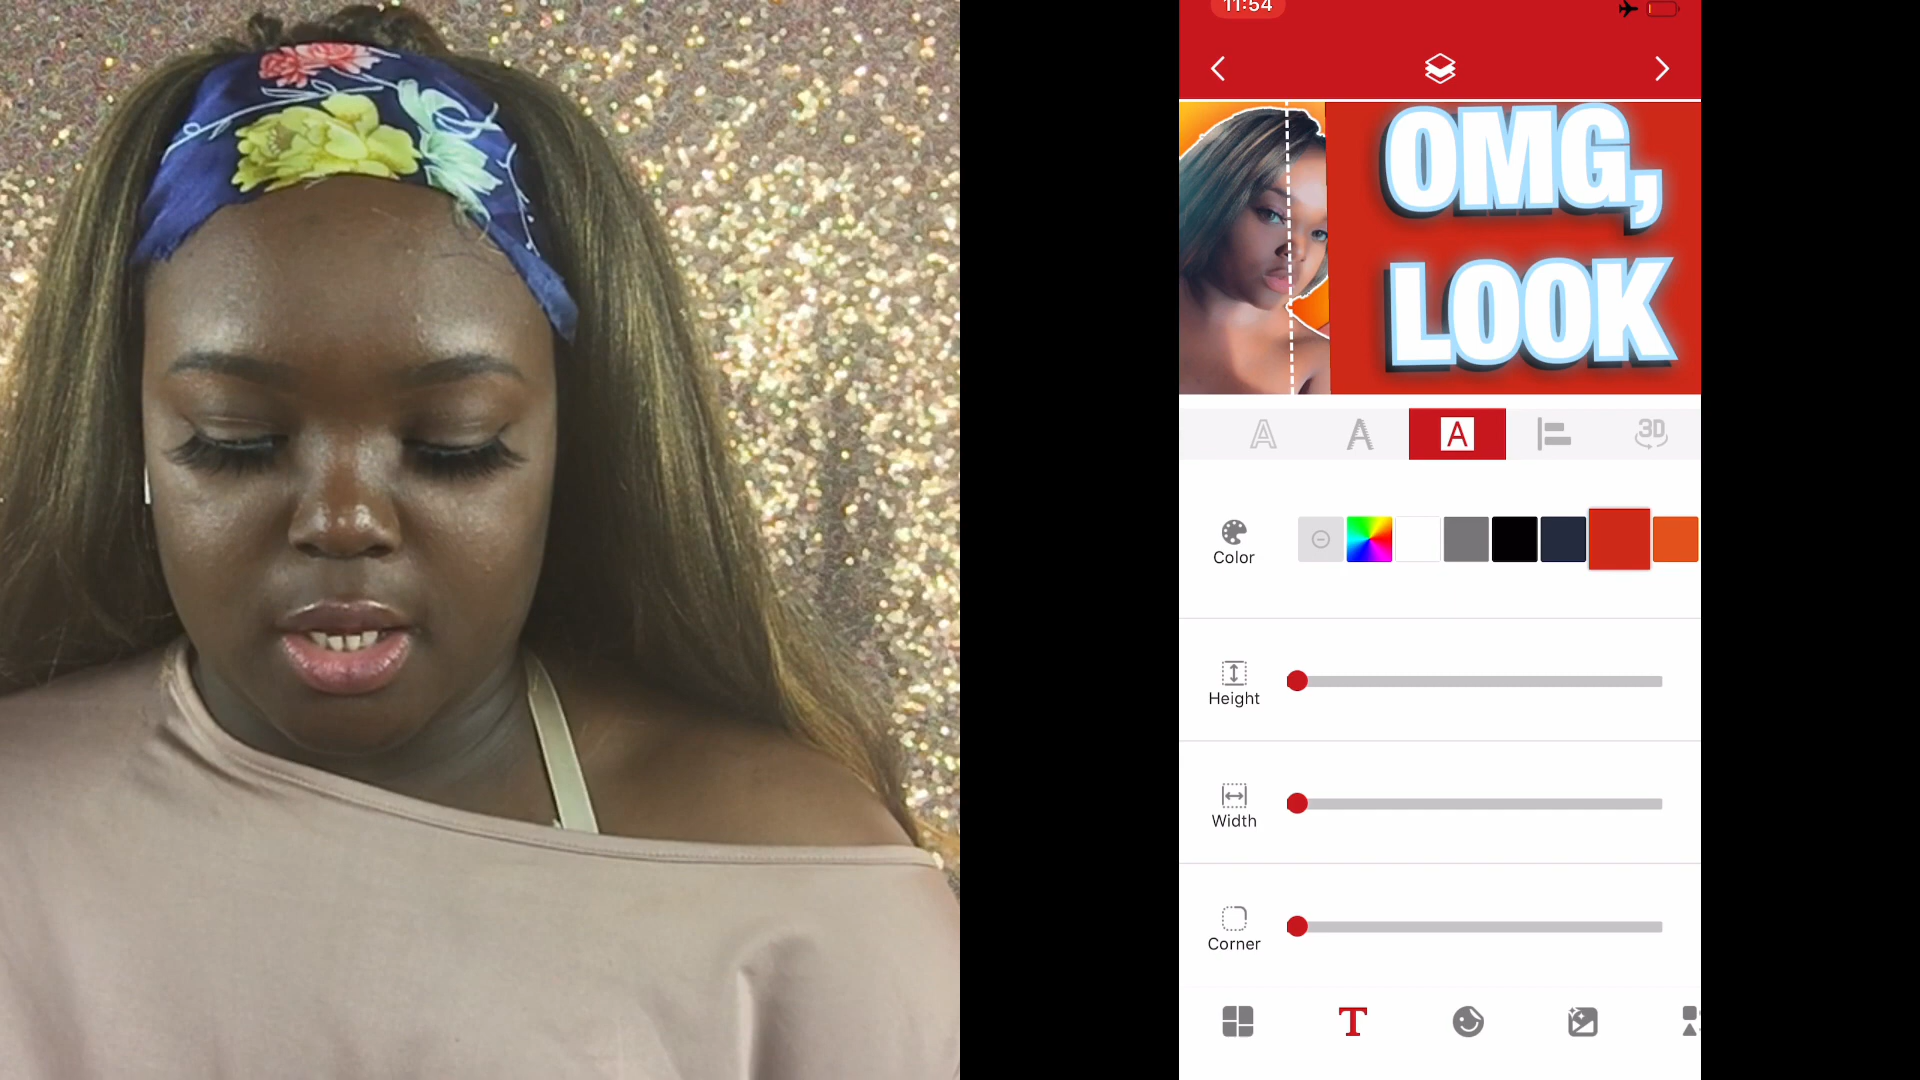 11:54
OMG,
LOOK
A A A 3D
Color
Height
Width
Corner
T